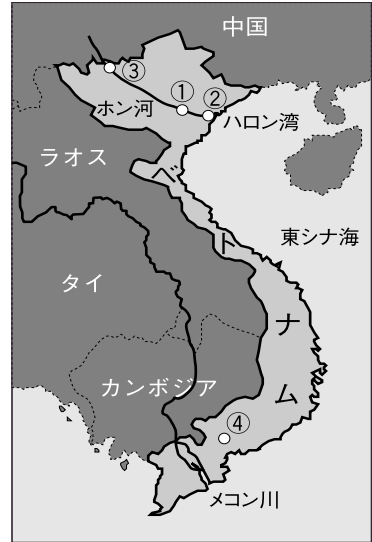 中国
③
①
②
ホン河
ハロン湾
ラオス
ベトナム
東シナ海
タイ
カンボジア
④
メコン川